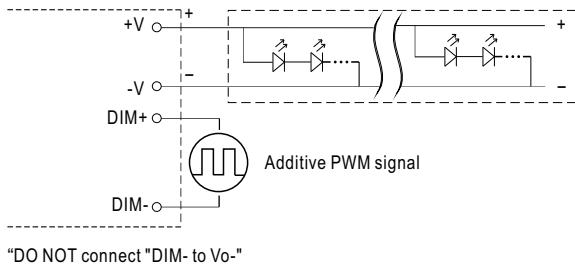 +V +
+
-V −
−
DIM+
Additive PWM signal
DIM-
“DO NOT connect "DIM- to Vo-"